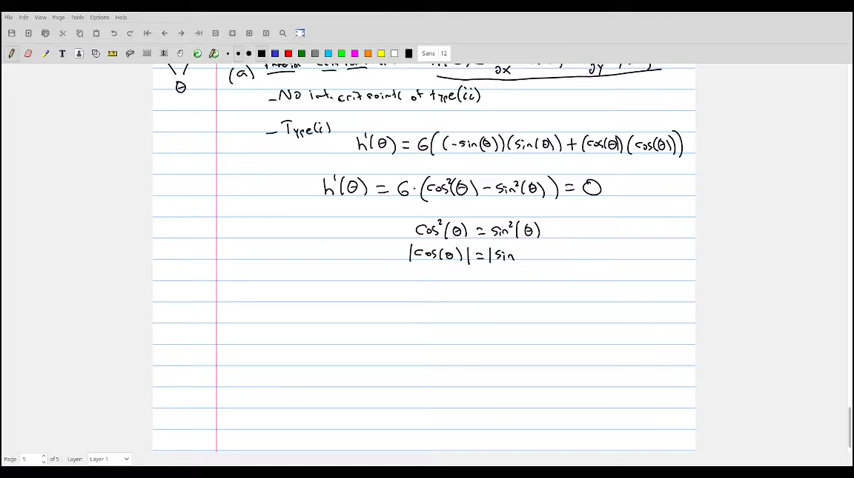 File Edit View Page Tools Options Help
Sans 12
θ
(a)
∂x ∂y
- No int crit points of type (ii)
- Type (i)
h'(θ) = 6((-sin(θ))(sin(θ) + (cos(θ)(cos(θ)))
h'(θ) = 6·(cos²(θ) - sin²(θ)) = 0
cos²(θ) = sin²(θ)
|cos(θ)| = |sin
Page 5 of 5 Layer: Layer 1